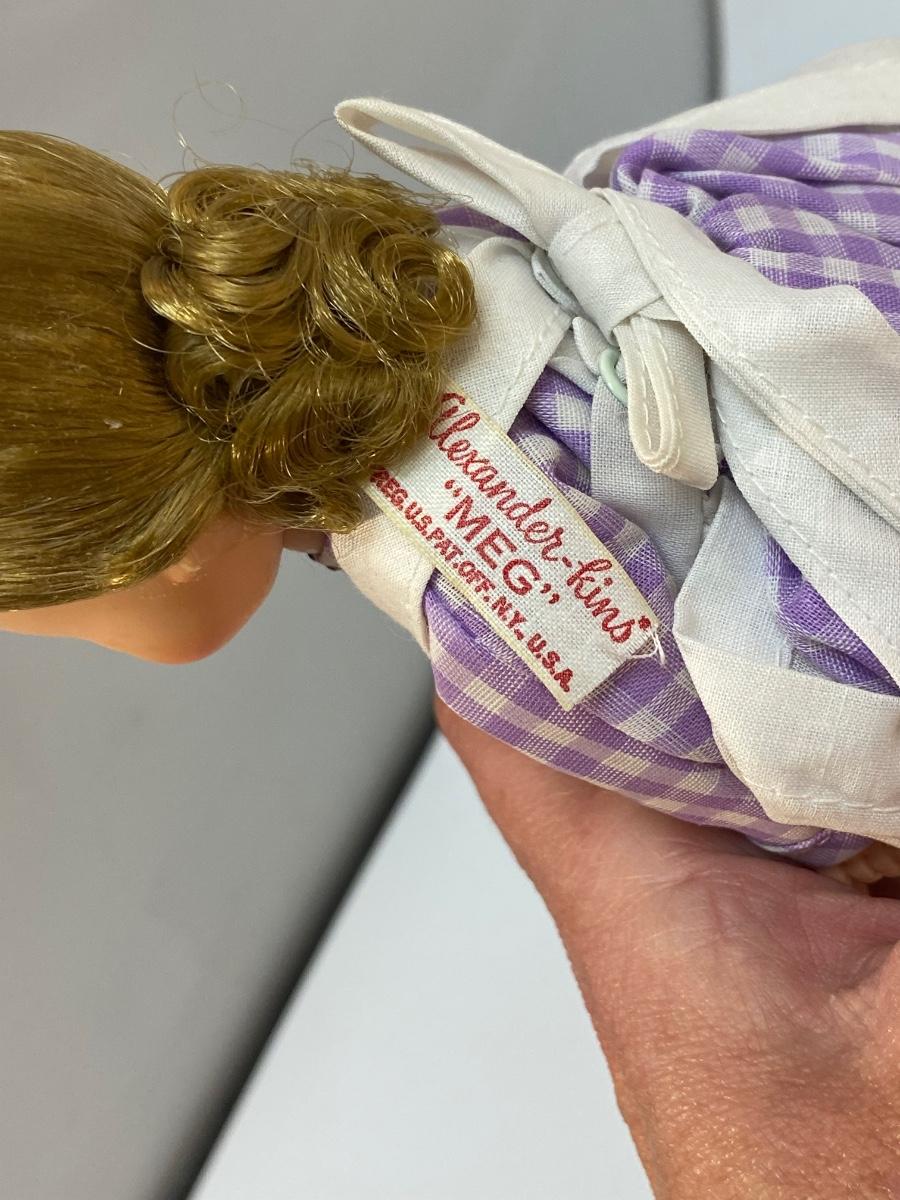 Alexander-kins
"MEG"
REG.U.S.PAT.OFF. N.Y., U.S.A.